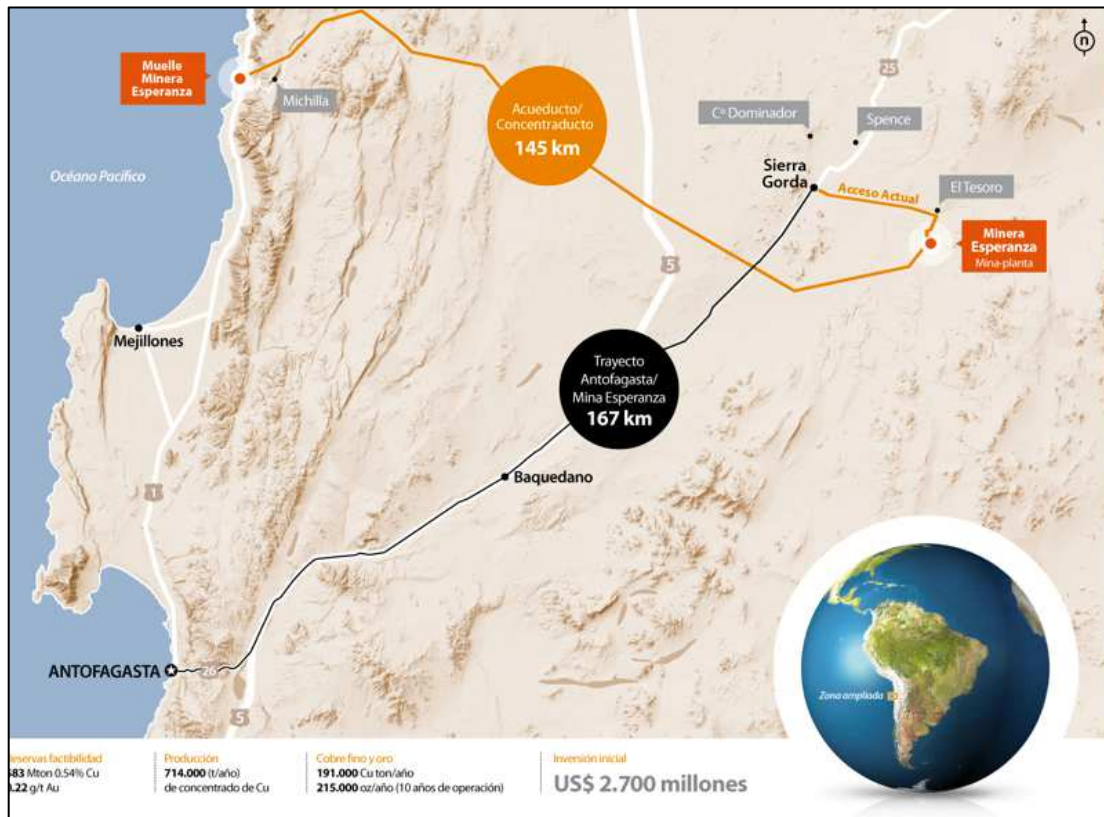 n
Muelle
Minera
Esperanza
Michilla
Acueducto/
Concentraducto
145 km
25
Cº Dominador
Spence
Océano Pacífico
Sierra
Gorda
Acceso Actual
El Tesoro
Minera
Esperanza
Mina-planta
5
Mejillones
Trayecto
Antofagasta/
Mina Esperanza
167 km
1
Baquedano
ANTOFAGASTA
26
5
Zona ampliada
eservas factibilidad
83 Mton 0.54% Cu
.22 g/t Au
Producción
714.000 (t/año)
de concentrado de Cu
Cobre fino y oro
191.000 Cu ton/año
215.000 oz/año (10 años de operación)
Inversión inicial
US$ 2.700 millones